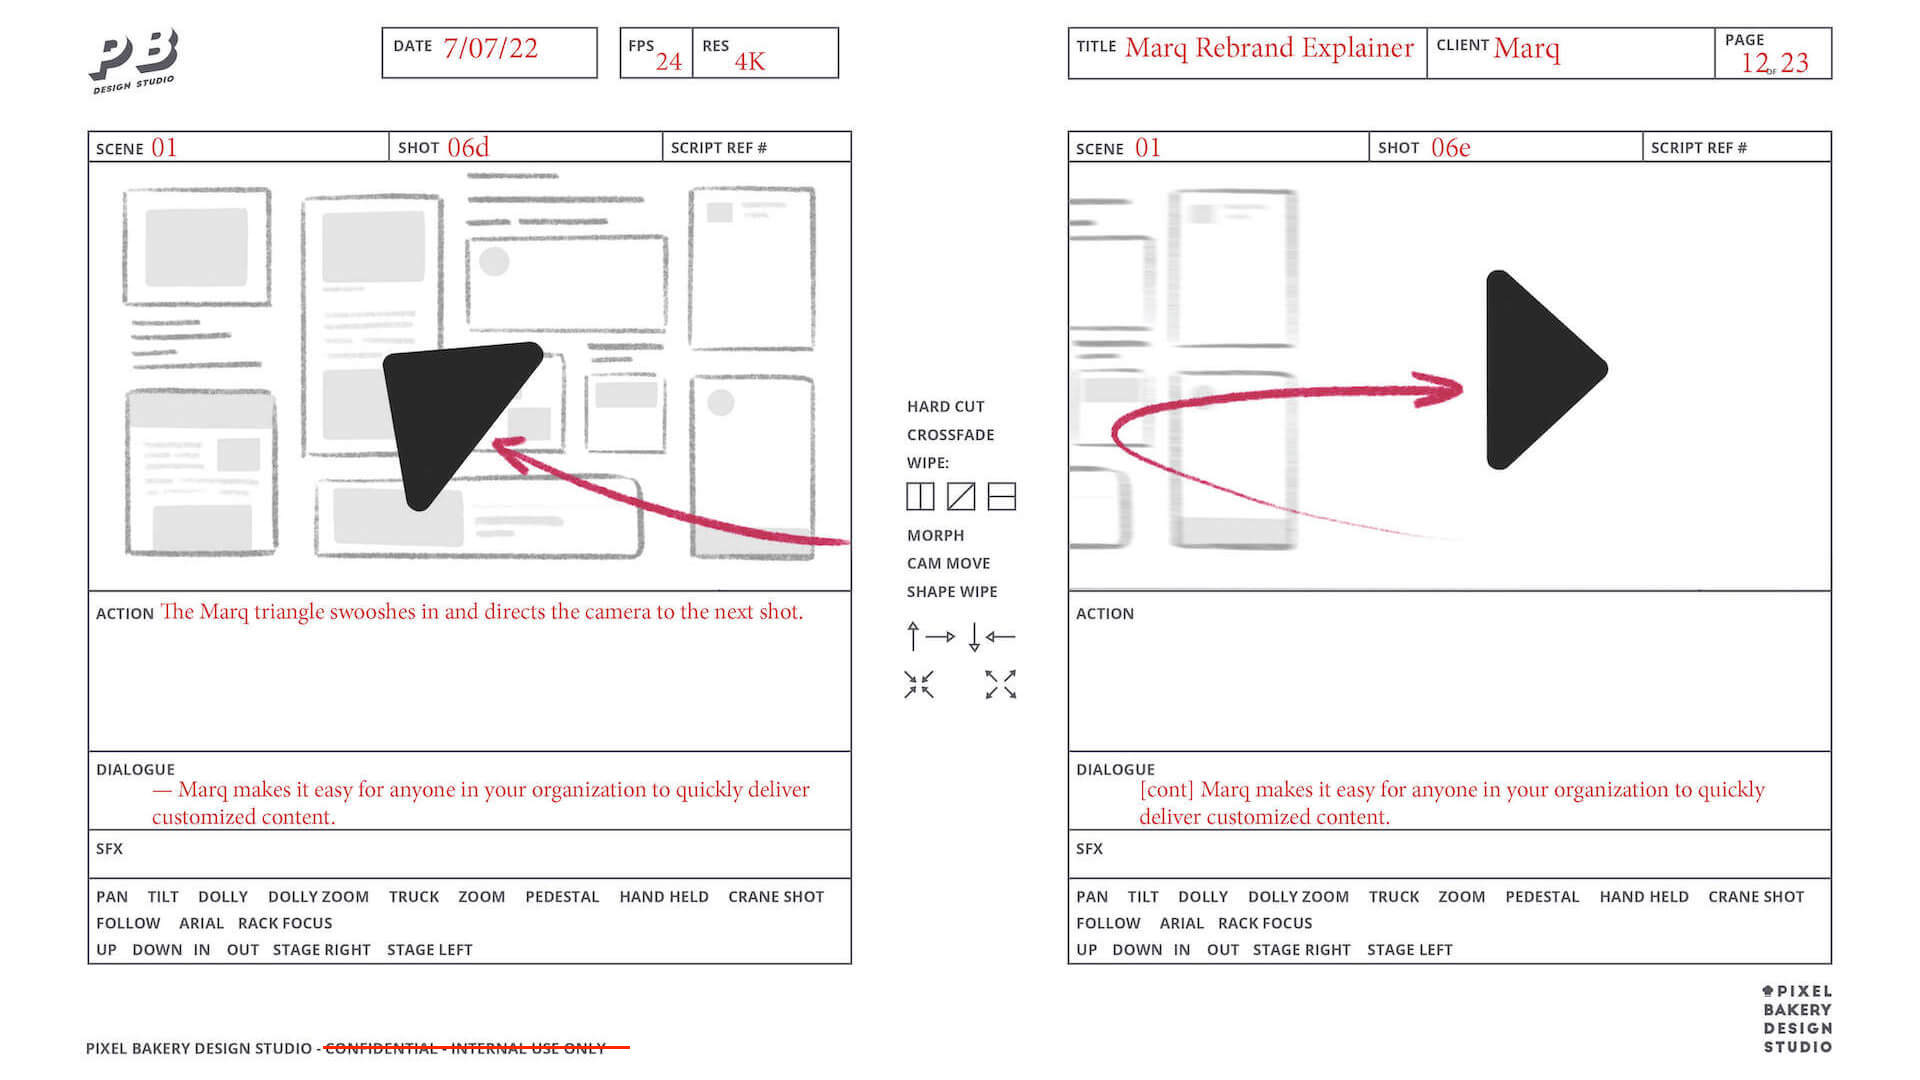 PB
DESIGN STUDIO
DATE 7/07/22
FPS 24
RES 4K
TITLE Marq Rebrand Explainer
CLIENT Marq
PAGE 12 OF 23
SCENE 01
SHOT 06d
SCRIPT REF #
ACTION The Marq triangle swooshes in and directs the camera to the next shot.
DIALOGUE
— Marq makes it easy for anyone in your organization to quickly deliver
customized content.
SFX
PAN TILT DOLLY DOLLY ZOOM TRUCK ZOOM PEDESTAL HAND HELD CRANE SHOT
FOLLOW ARIAL RACK FOCUS
UP DOWN IN OUT STAGE RIGHT STAGE LEFT
HARD CUT
CROSSFADE
WIPE:
MORPH
CAM MOVE
SHAPE WIPE
SCENE 01
SHOT 06e
SCRIPT REF #
ACTION
DIALOGUE
[cont] Marq makes it easy for anyone in your organization to quickly
deliver customized content.
SFX
PAN TILT DOLLY DOLLY ZOOM TRUCK ZOOM PEDESTAL HAND HELD CRANE SHOT
FOLLOW ARIAL RACK FOCUS
UP DOWN IN OUT STAGE RIGHT STAGE LEFT
PIXEL BAKERY DESIGN STUDIO - CONFIDENTIAL - INTERNAL USE ONLY
PIXEL
BAKERY
DESIGN
STUDIO